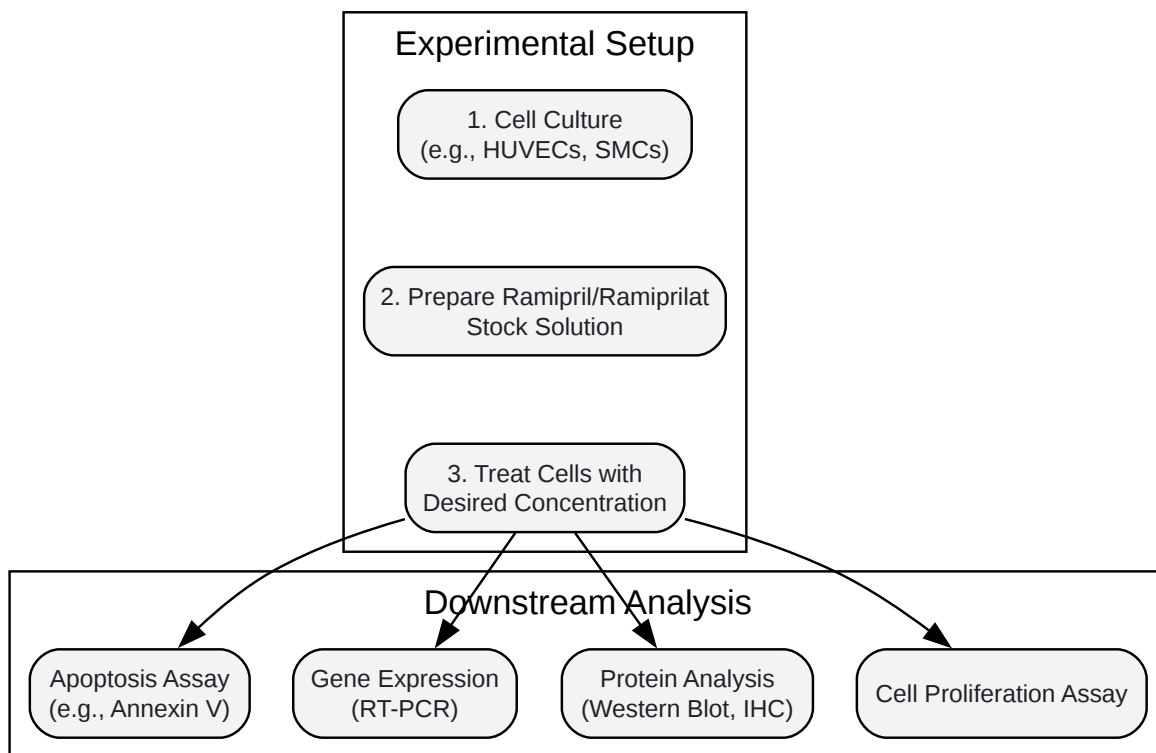 Experimental Setup
1. Cell Culture
(e.g., HUVECs, SMCs)
2. Prepare Ramipril/Ramiprilat
Stock Solution
3. Treat Cells with
Desired Concentration
Downstream Analysis
Apoptosis Assay
(e.g., Annexin V)
Gene Expression
(RT-PCR)
Protein Analysis
(Western Blot, IHC)
Cell Proliferation Assay